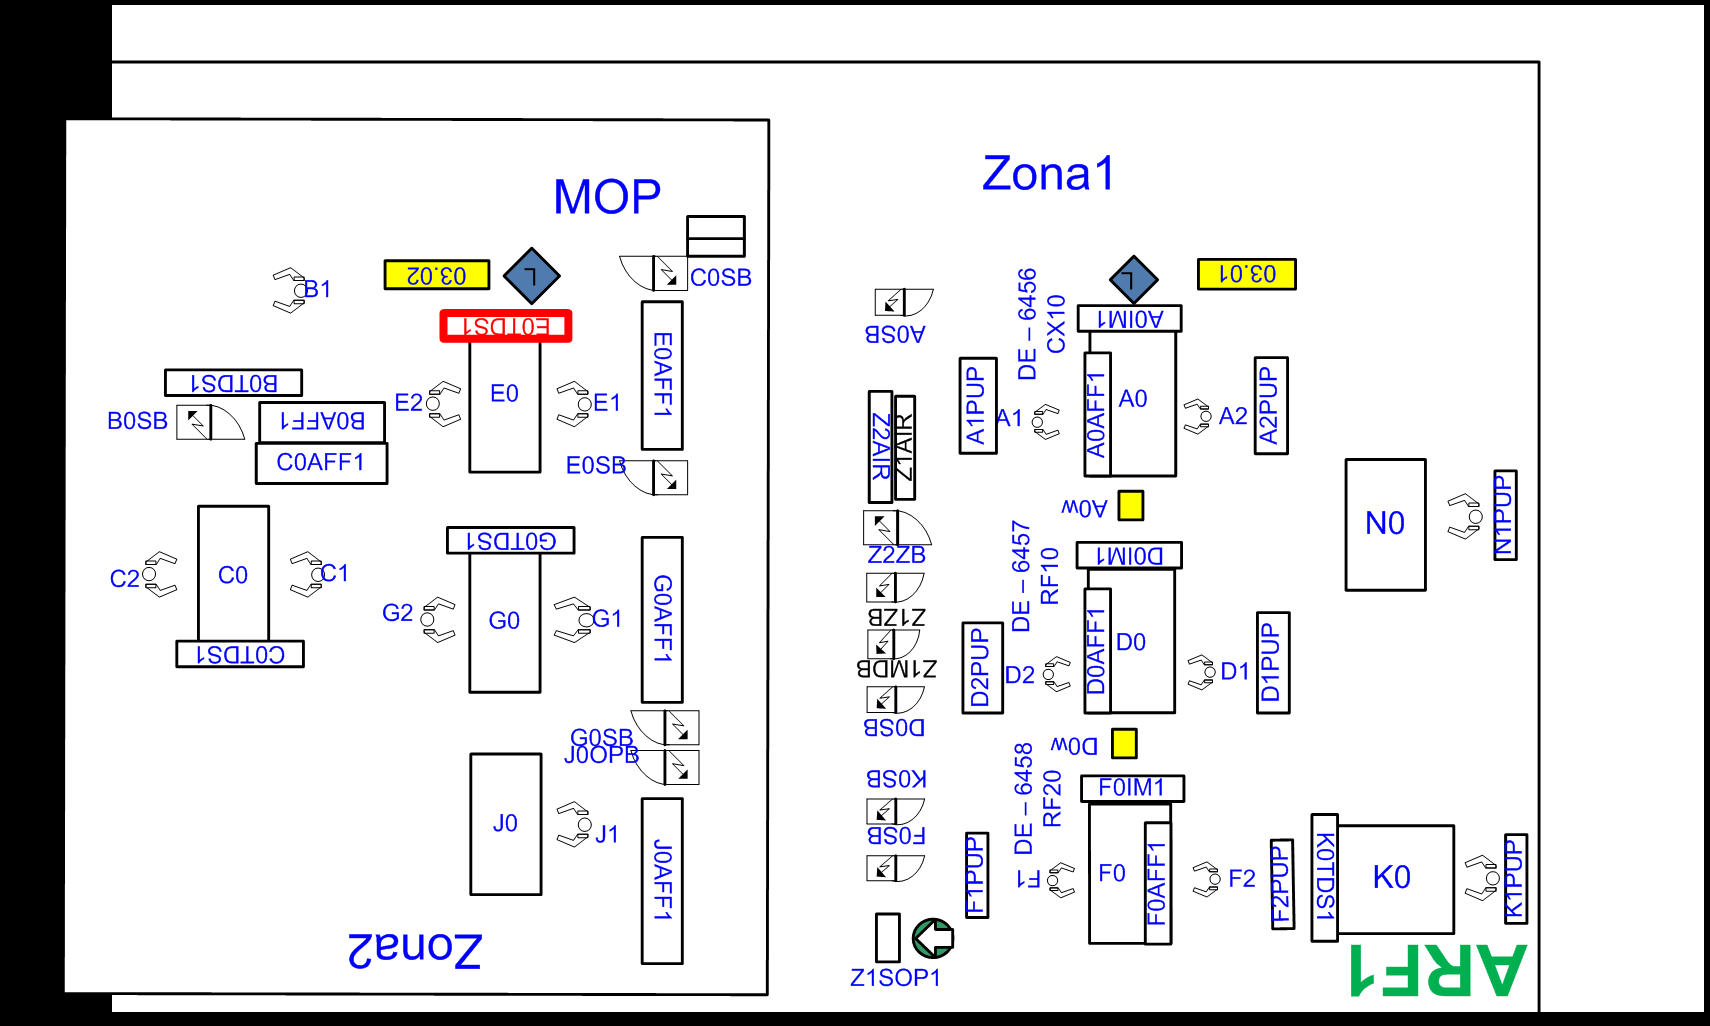 Zona1
MOP
C0SB
B1
03.02
L
L
03.01
E0TDS1
A0IM1
DE – 6456
CX10
A0SB
E0AFF1
B0TDS1
E2
E0
E1
B0SB
B0AFF1
C0AFF1
E0SB
Z2AIR
Z1AIR
A1PUP
A1
A0AFF1
A0
A2
A2PUP
A0w
N0
N1PUP
G0TDS1
Z2ZB
DE – 6457
RF10
D0IM1
C2
C0
C1
G2
G0
G1
G0AFF1
Z1ZB
C0TDS1
Z1MDB
D2PUP
D2
D0AFF1
D0
D1
D1PUP
D0SB
G0SB
J0OPB
D0w
K0SB
DE – 6458
RF20
F0IM1
J0
J1
F0SB
J0AFF1
F1PUP
F1
F0
F0AFF1
F2
F2PUP
K0TDS1
K0
K1PUP
Zona2
Z1SOP1
ARF1